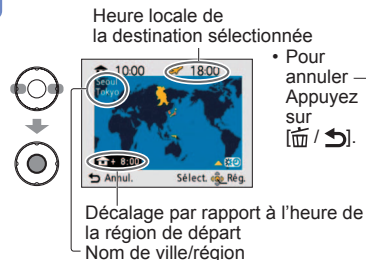 Heure locale de
la destination sélectionnée
10:00 18:00
Seoul
Tokyo
+ 8:00
Annul. Sélect. Rég.
• Pour
annuler –
Appuyez
sur
[ / ].
Décalage par rapport à l'heure de
la région de départ
Nom de ville/région